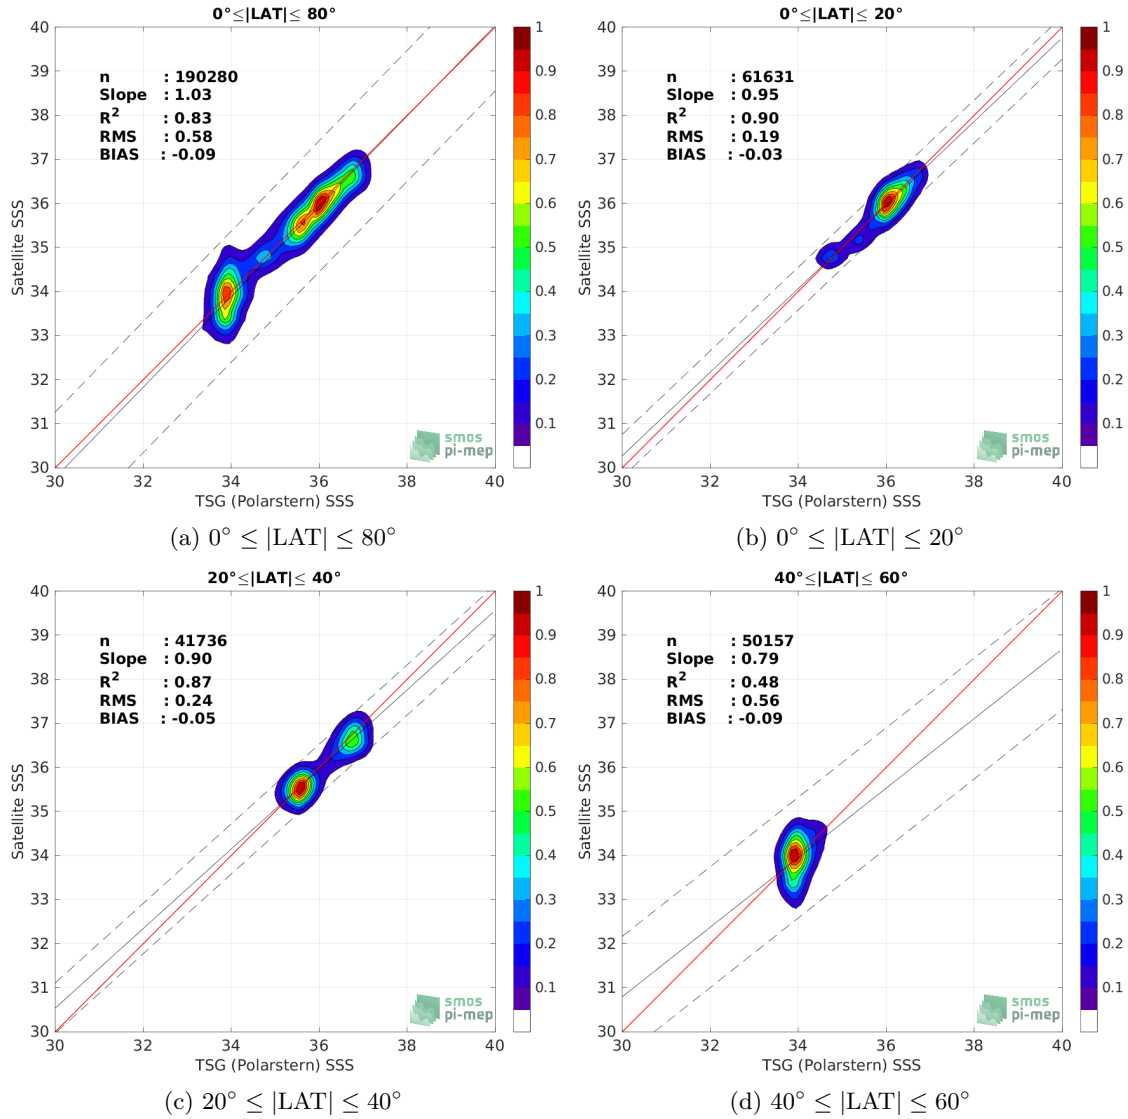 0°≤|LAT|≤ 80°
n : 190280
Slope : 1.03
R² : 0.83
RMS : 0.58
BIAS : -0.09
40
39
38
37
36
35
34
33
32
31
30
Satellite SSS
30 32 34 36 38 40
TSG (Polarstern) SSS
1
0.9
0.8
0.7
0.6
0.5
0.4
0.3
0.2
0.1
smos
pi-mep
(a) 0° ≤ |LAT| ≤ 80°
0°≤|LAT|≤ 20°
n : 61631
Slope : 0.95
R² : 0.90
RMS : 0.19
BIAS : -0.03
40
39
38
37
36
35
34
33
32
31
30
Satellite SSS
30 32 34 36 38 40
TSG (Polarstern) SSS
1
0.9
0.8
0.7
0.6
0.5
0.4
0.3
0.2
0.1
smos
pi-mep
(b) 0° ≤ |LAT| ≤ 20°
20°≤|LAT|≤ 40°
n : 41736
Slope : 0.90
R² : 0.87
RMS : 0.24
BIAS : -0.05
40
39
38
37
36
35
34
33
32
31
30
Satellite SSS
30 32 34 36 38 40
TSG (Polarstern) SSS
1
0.9
0.8
0.7
0.6
0.5
0.4
0.3
0.2
0.1
smos
pi-mep
(c) 20° ≤ |LAT| ≤ 40°
40°≤|LAT|≤ 60°
n : 50157
Slope : 0.79
R² : 0.48
RMS : 0.56
BIAS : -0.09
40
39
38
37
36
35
34
33
32
31
30
Satellite SSS
30 32 34 36 38 40
TSG (Polarstern) SSS
1
0.9
0.8
0.7
0.6
0.5
0.4
0.3
0.2
0.1
smos
pi-mep
(d) 40° ≤ |LAT| ≤ 60°